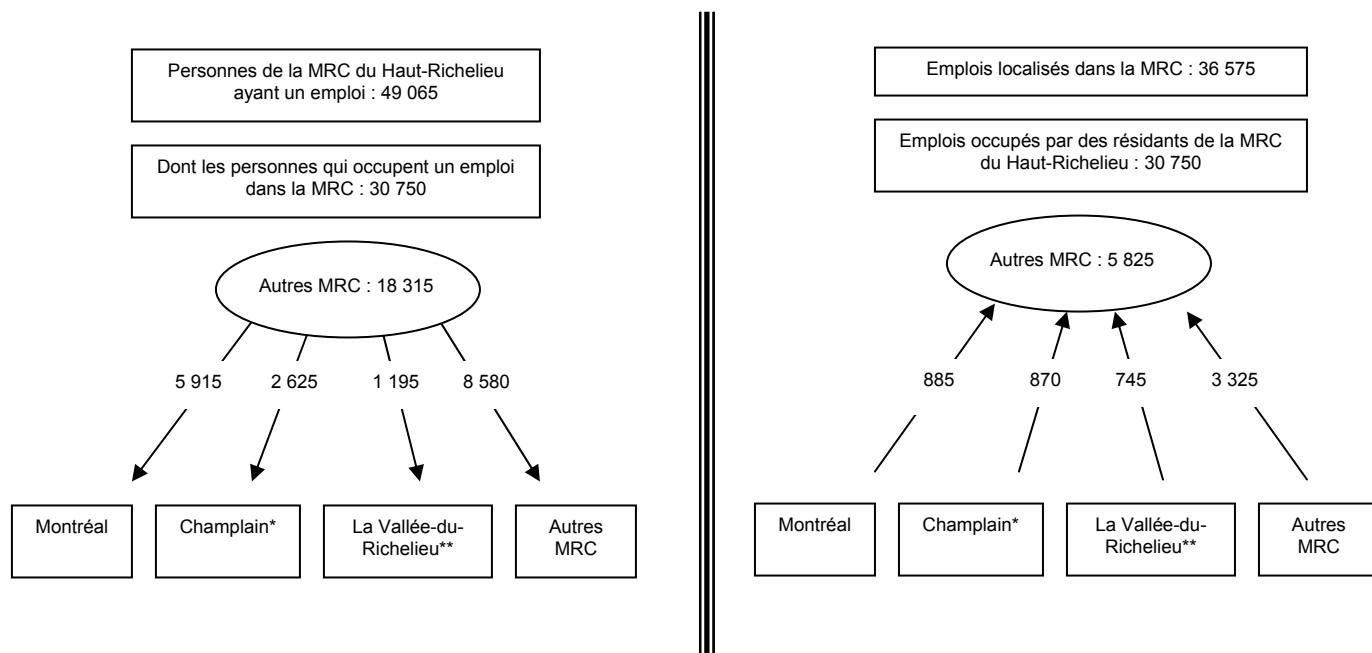 Personnes de la MRC du Haut-Richelieu
ayant un emploi : 49 065
Dont les personnes qui occupent un emploi
dans la MRC : 30 750
Autres MRC : 18 315
5 915
2 625
1 195
8 580
Montréal
Champlain*
La Vallée-du-
Richelieu**
Autres
MRC
Emplois localisés dans la MRC : 36 575
Emplois occupés par des résidants de la MRC
du Haut-Richelieu : 30 750
Autres MRC : 5 825
885
870
745
3 325
Montréal
Champlain*
La Vallée-du-
Richelieu**
Autres
MRC